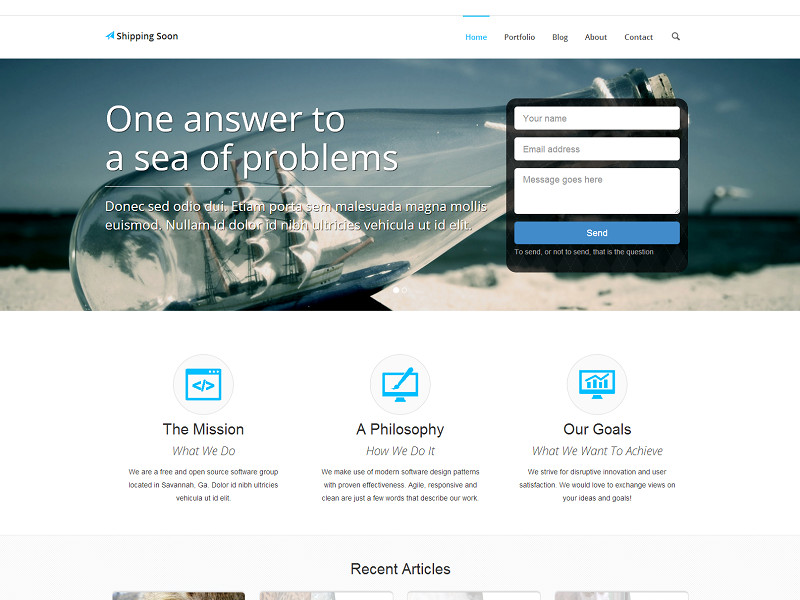 Shipping Soon
Home Portfolio Blog About Contact
One answer to
a sea of problems
Donec sed odio dui. Etiam porta sem malesuada magna mollis
euismod. Nullam id dolor id nibh ultricies vehicula ut id elit.
Your name
Email address
Message goes here
Send
To send, or not to send, that is the question
The Mission
What We Do
We are a free and open source software group
located in Savannah, Ga. Dolor id nibh ultricies
vehicula ut id elit.
A Philosophy
How We Do It
We make use of modern software design patterns
with proven effectiveness. Agile, responsive and
clean are just a few words that describe our work.
Our Goals
What We Want To Achieve
We strive for disruptive innovation and user
satisfaction. We would love to exchange views on
your ideas and goals!
Recent Articles